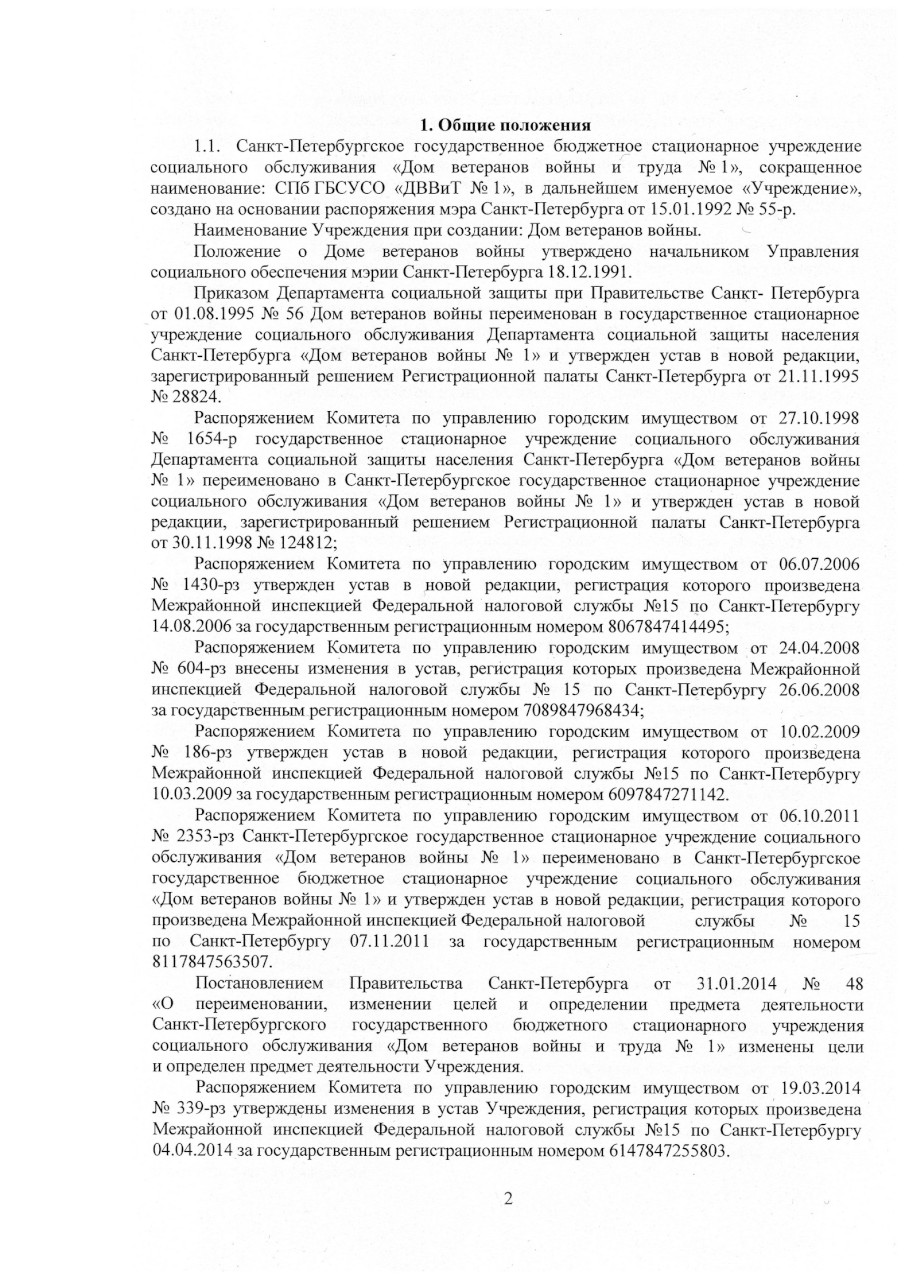 1. Общие положения
1.1. Санкт-Петербургское государственное бюджетное стационарное учреждение
социального обслуживания «Дом ветеранов войны и труда № 1», сокращенное
наименование: СПб ГБСУСО «ДВВиТ № 1», в дальнейшем именуемое «Учреждение»,
создано на основании распоряжения мэра Санкт-Петербурга от 15.01.1992 № 55-р.
Наименование Учреждения при создании: Дом ветеранов войны.
Положение о Доме ветеранов войны утверждено начальником Управления
социального обеспечения мэрии Санкт-Петербурга 18.12.1991.
Приказом Департамента социальной защиты при Правительстве Санкт- Петербурга
от 01.08.1995 № 56 Дом ветеранов войны переименован в государственное стационарное
учреждение социального обслуживания Департамента социальной защиты населения
Санкт-Петербурга «Дом ветеранов войны № 1» и утвержден устав в новой редакции,
зарегистрированный решением Регистрационной палаты Санкт-Петербурга от 21.11.1995
№ 28824.
Распоряжением Комитета по управлению городским имуществом от 27.10.1998
№ 1654-р государственное стационарное учреждение социального обслуживания
Департамента социальной защиты населения Санкт-Петербурга «Дом ветеранов войны
№ 1» переименовано в Санкт-Петербургское государственное стационарное учреждение
социального обслуживания «Дом ветеранов войны № 1» и утвержден устав в новой
редакции, зарегистрированный решением Регистрационной палаты Санкт-Петербурга
от 30.11.1998 № 124812;
Распоряжением Комитета по управлению городским имуществом от 06.07.2006
№ 1430-рз утвержден устав в новой редакции, регистрация которого произведена
Межрайонной инспекцией Федеральной налоговой службы №15 по Санкт-Петербургу
14.08.2006 за государственным регистрационным номером 8067847414495;
Распоряжением Комитета по управлению городским имуществом от 24.04.2008
№ 604-рз внесены изменения в устав, регистрация которых произведена Межрайонной
инспекцией Федеральной налоговой службы № 15 по Санкт-Петербургу 26.06.2008
за государственным регистрационным номером 7089847968434;
Распоряжением Комитета по управлению городским имуществом от 10.02.2009
№ 186-рз утвержден устав в новой редакции, регистрация которого произведена
Межрайонной инспекцией Федеральной налоговой службы №15 по Санкт-Петербургу
10.03.2009 за государственным регистрационным номером 6097847271142.
Распоряжением Комитета по управлению городским имуществом от 06.10.2011
№ 2353-рз Санкт-Петербургское государственное стационарное учреждение социального
обслуживания «Дом ветеранов войны № 1» переименовано в Санкт-Петербургское
государственное бюджетное стационарное учреждение социального обслуживания
«Дом ветеранов войны № 1» и утвержден устав в новой редакции, регистрация которого
произведена Межрайонной инспекцией Федеральной налоговой службы № 15
по Санкт-Петербургу 07.11.2011 за государственным регистрационным номером
8117847563507.
Постановлением Правительства Санкт-Петербурга от 31.01.2014 № 48
«О переименовании, изменении целей и определении предмета деятельности
Санкт-Петербургского государственного бюджетного стационарного учреждения
социального обслуживания «Дом ветеранов войны и труда № 1» изменены цели
и определен предмет деятельности Учреждения.
Распоряжением Комитета по управлению городским имуществом от 19.03.2014
№ 339-рз утверждены изменения в устав Учреждения, регистрация которых произведена
Межрайонной инспекцией Федеральной налоговой службы №15 по Санкт-Петербургу
04.04.2014 за государственным регистрационным номером 6147847255803.
2